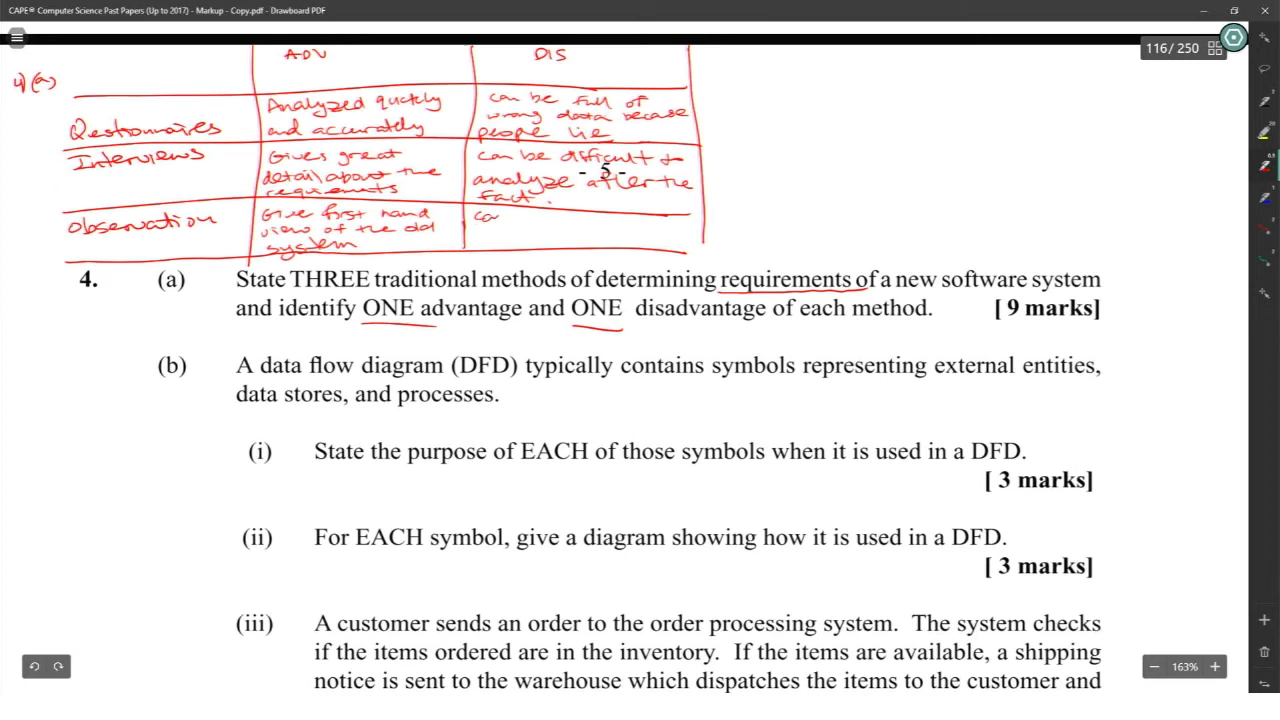 CAPE® Computer Science Past Papers (Up to 2017) - Markup - Copy.pdf - Drawboard PDF
116/ 250
ADV DIS
4)(a)
Questionnaires
Analyzed quickly
and accurately
can be full of
wrong data because
people lie
Interviews
Gives great
detail about the
requirements
can be difficult to
analyze after the
fact.
- 5 -
Observation
Give first hand
view of the old
system
ca
4. (a) State THREE traditional methods of determining requirements of a new software system
and identify ONE advantage and ONE disadvantage of each method. [ 9 marks]
(b) A data flow diagram (DFD) typically contains symbols representing external entities,
data stores, and processes.
(i) State the purpose of EACH of those symbols when it is used in a DFD.
[ 3 marks]
(ii) For EACH symbol, give a diagram showing how it is used in a DFD.
[ 3 marks]
(iii) A customer sends an order to the order processing system. The system checks
if the items ordered are in the inventory. If the items are available, a shipping
notice is sent to the warehouse which dispatches the items to the customer and
163%